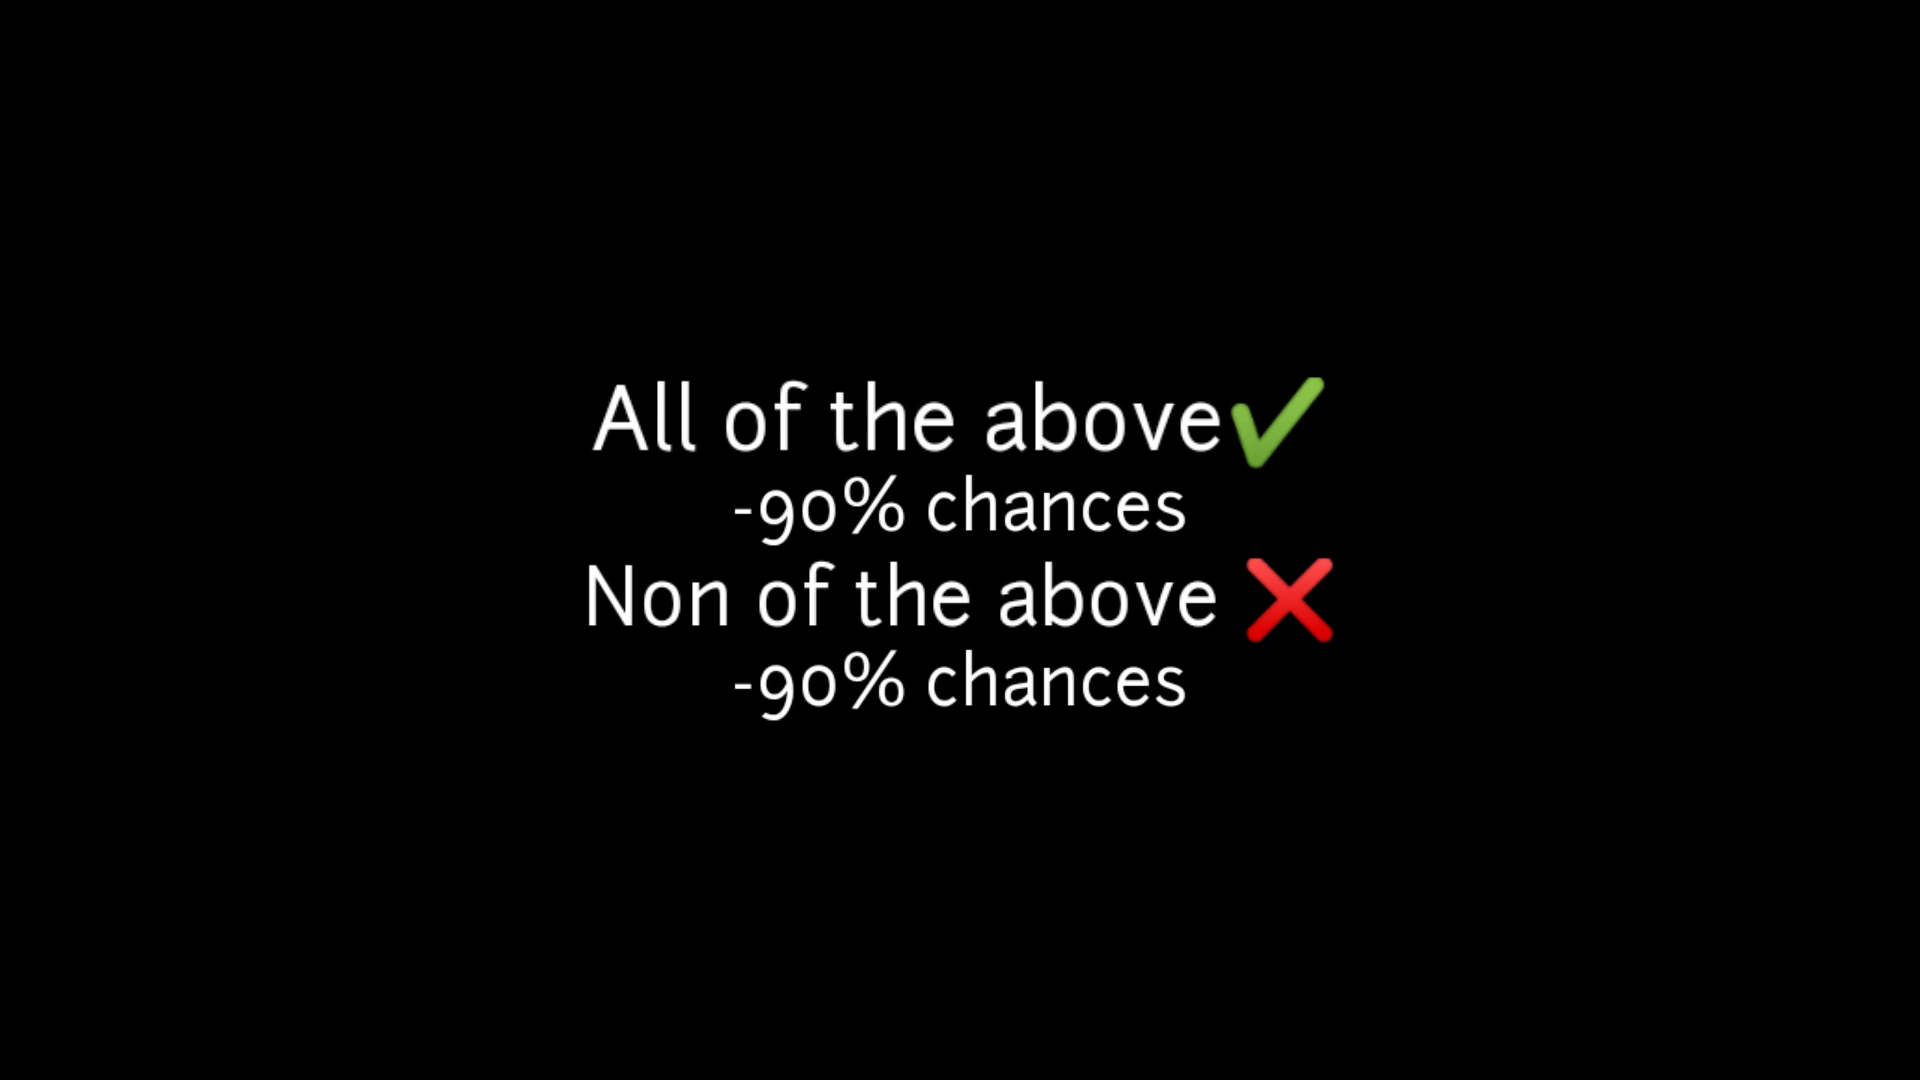 All of the above✔
-90% chances
Non of the above ❌
-90% chances